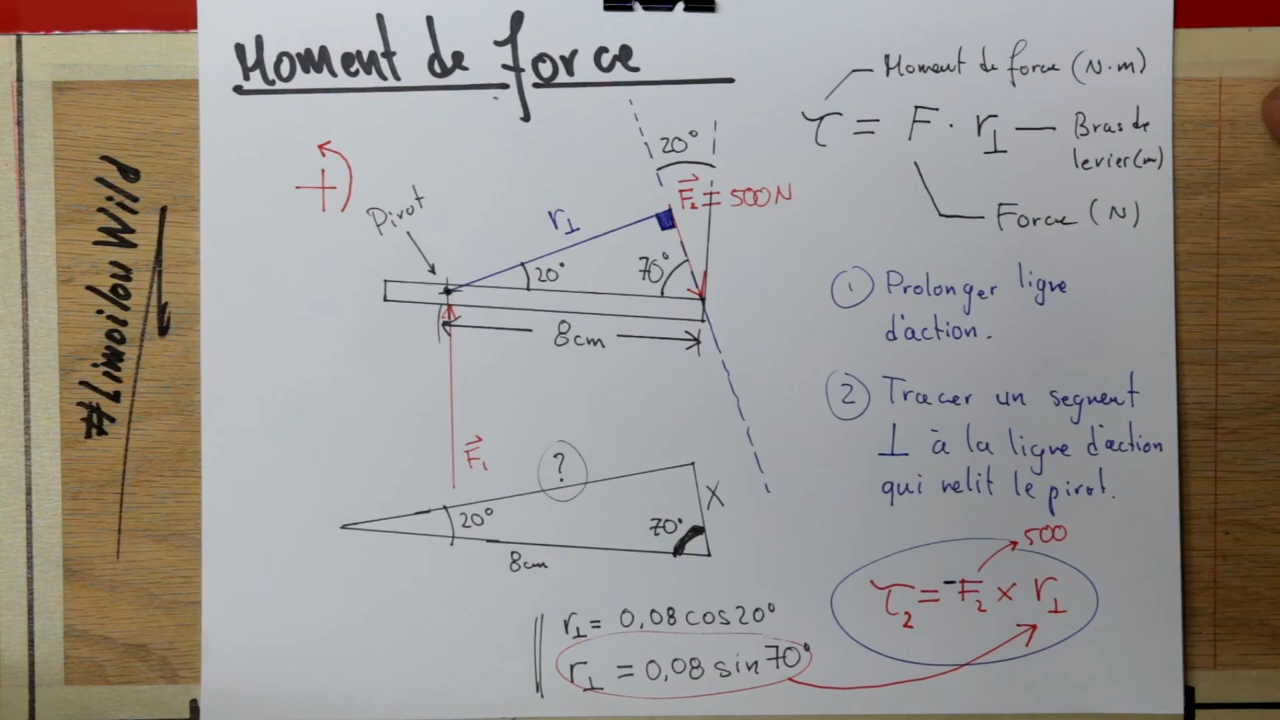 Moment de force
Moment de force (N·m)
τ = F · r⊥
Bras de
levier (m)
Force (N)
20°
F⃗₂ = 500N
+
Pivot
r⊥
20°
70°
8cm
F⃗₁
① Prolonger ligne
d'action.
② Tracer un segment
⊥ à la ligne d'action
qui relit le pivot.
?
20°
70°
X
8cm
r⊥ = 0,08 cos 20°
r⊥ = 0,08 sin 70°
500
τ₂ = -F₂ × r⊥
#Limoilou Wild